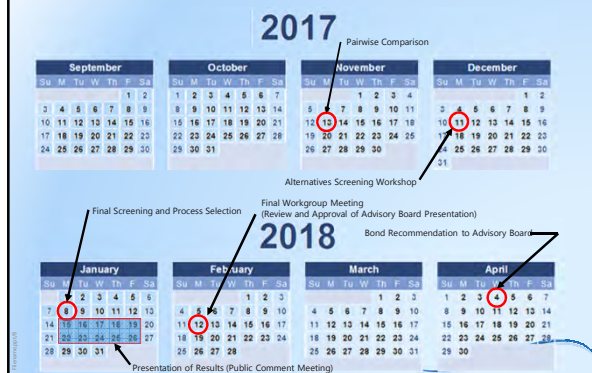 2017
Pairwise Comparison
September October November December
Su M Tu W Th F Sa Su M Tu W Th F Sa Su M Tu W Th F Sa Su M Tu W Th F Sa
1 2 1 2 3 4 5 6 7 1 2 3 4 1 2
3 4 5 6 7 8 9 8 9 10 11 12 13 14 5 7 8 9 10 11 3 4 5 6 7 8 9
10 11 12 13 14 15 16 15 16 17 18 19 20 21 12 13 14 15 16 17 18 10 11 12 13 14 15 16
17 18 19 20 21 22 23 22 23 24 25 26 27 28 19 20 21 22 23 24 25 18 19 20 21 22 23
24 25 26 27 28 29 30 29 30 31 26 27 28 29 30 25 26 27 28 29 30
31
Alternatives Screening Workshop
Final Screening and Process Selection
Final Workgroup Meeting
(Review and Approval of Advisory Board Presentation)
2018
Bond Recommendation to Advisory Board
January February March April
Su M Tu W Th F Sa Su M Tu W Th F Sa Su M Tu W Th F Sa Su M Tu W Th F Sa
1 2 3 4 5 6 1 2 3 1 2 3 1 2 3 4 5 6 7
7 8 9 10 11 12 13 4 5 6 7 8 9 10 4 5 6 7 8 9 10 8 9 10 11 12 13 14
14 15 16 17 18 19 20 11 12 13 14 15 16 17 11 12 13 14 15 16 17 15 16 17 18 19 20 21
21 22 23 24 25 26 27 18 19 20 21 22 23 24 18 19 20 21 22 23 24 22 23 24 25 26 27 28
28 29 30 31 25 26 27 28 25 26 27 28 29 30 31 29 30
Presentation of Results (Public Comment Meeting)